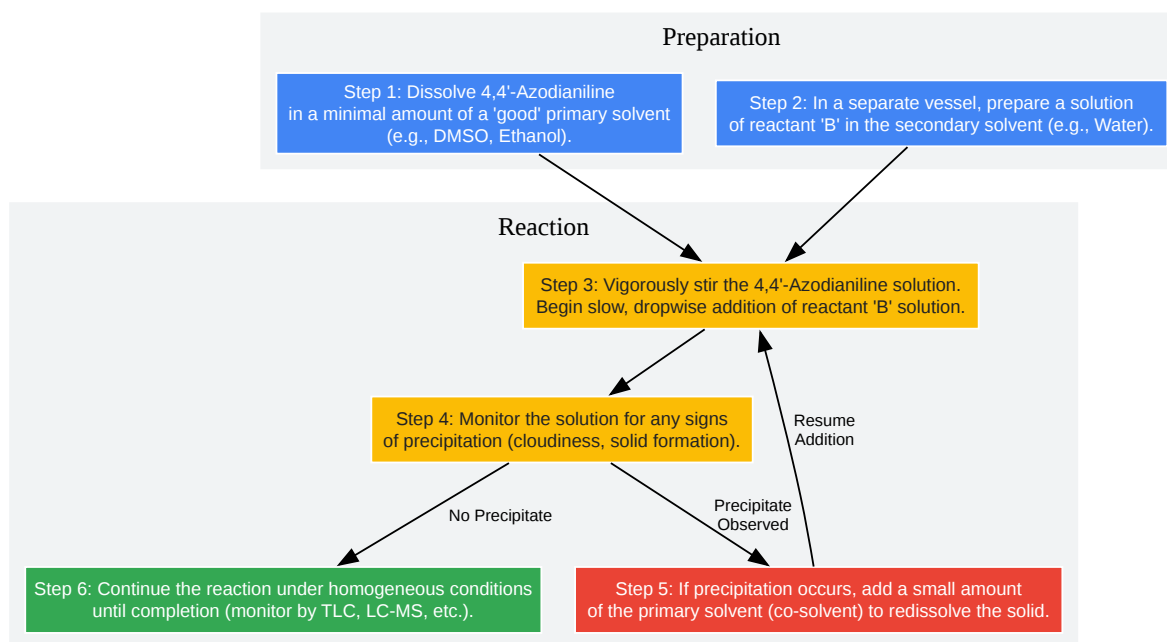 Preparation
Step 1: Dissolve 4,4'-Azodianiline
in a minimal amount of a 'good' primary solvent
(e.g., DMSO, Ethanol).
Step 2: In a separate vessel, prepare a solution
of reactant 'B' in the secondary solvent (e.g., Water).
Reaction
Step 3: Vigorously stir the 4,4'-Azodianiline solution.
Begin slow, dropwise addition of reactant 'B' solution.
Step 4: Monitor the solution for any signs
of precipitation (cloudiness, solid formation).
Resume
Addition
No Precipitate
Precipitate
Observed
Step 6: Continue the reaction under homogeneous conditions
until completion (monitor by TLC, LC-MS, etc.).
Step 5: If precipitation occurs, add a small amount
of the primary solvent (co-solvent) to redissolve the solid.